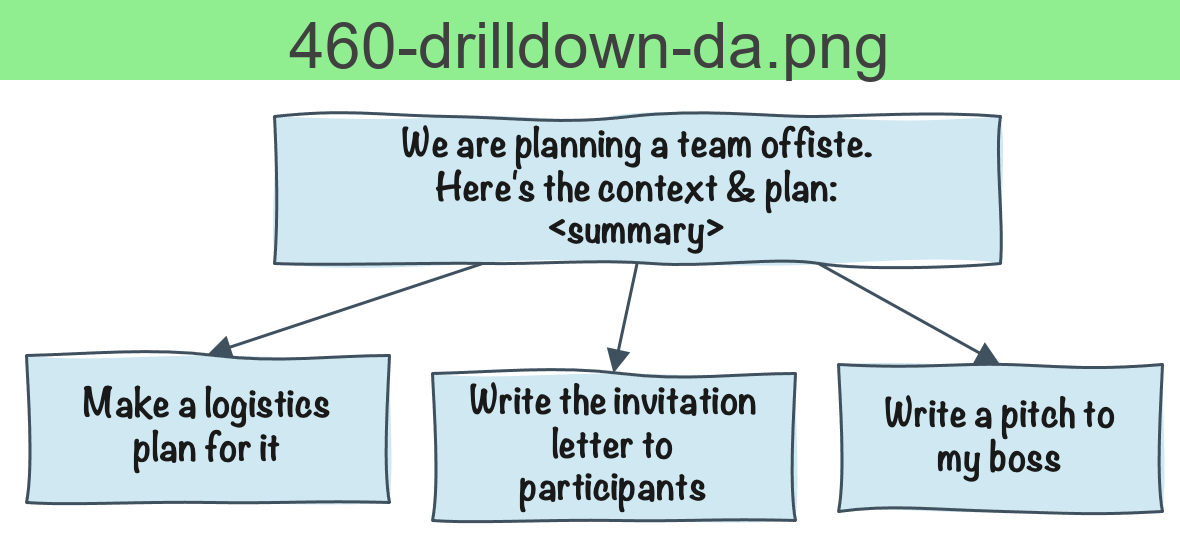 460-drilldown-da.png
We are planning a team offiste.
Here's the context & plan:
<summary>
Make a logistics
plan for it
Write the invitation
letter to
participants
Write a pitch to
my boss